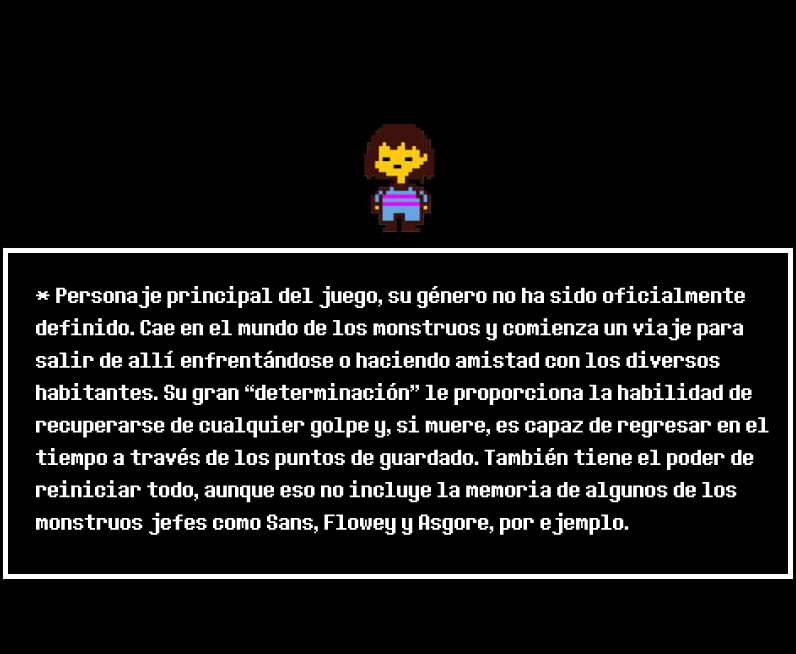 * Personaje principal del juego, su género no ha sido oficialmente
definido. Cae en el mundo de los monstruos y comienza un viaje para
salir de allí enfrentándose o haciendo amistad con los diversos
habitantes. Su gran “determinación” le proporciona la habilidad de
recuperarse de cualquier golpe y, si muere, es capaz de regresar en el
tiempo a través de los puntos de guardado. También tiene el poder de
reiniciar todo, aunque eso no incluye la memoria de algunos de los
monstruos jefes como Sans, Flowey y Asgore, por ejemplo.